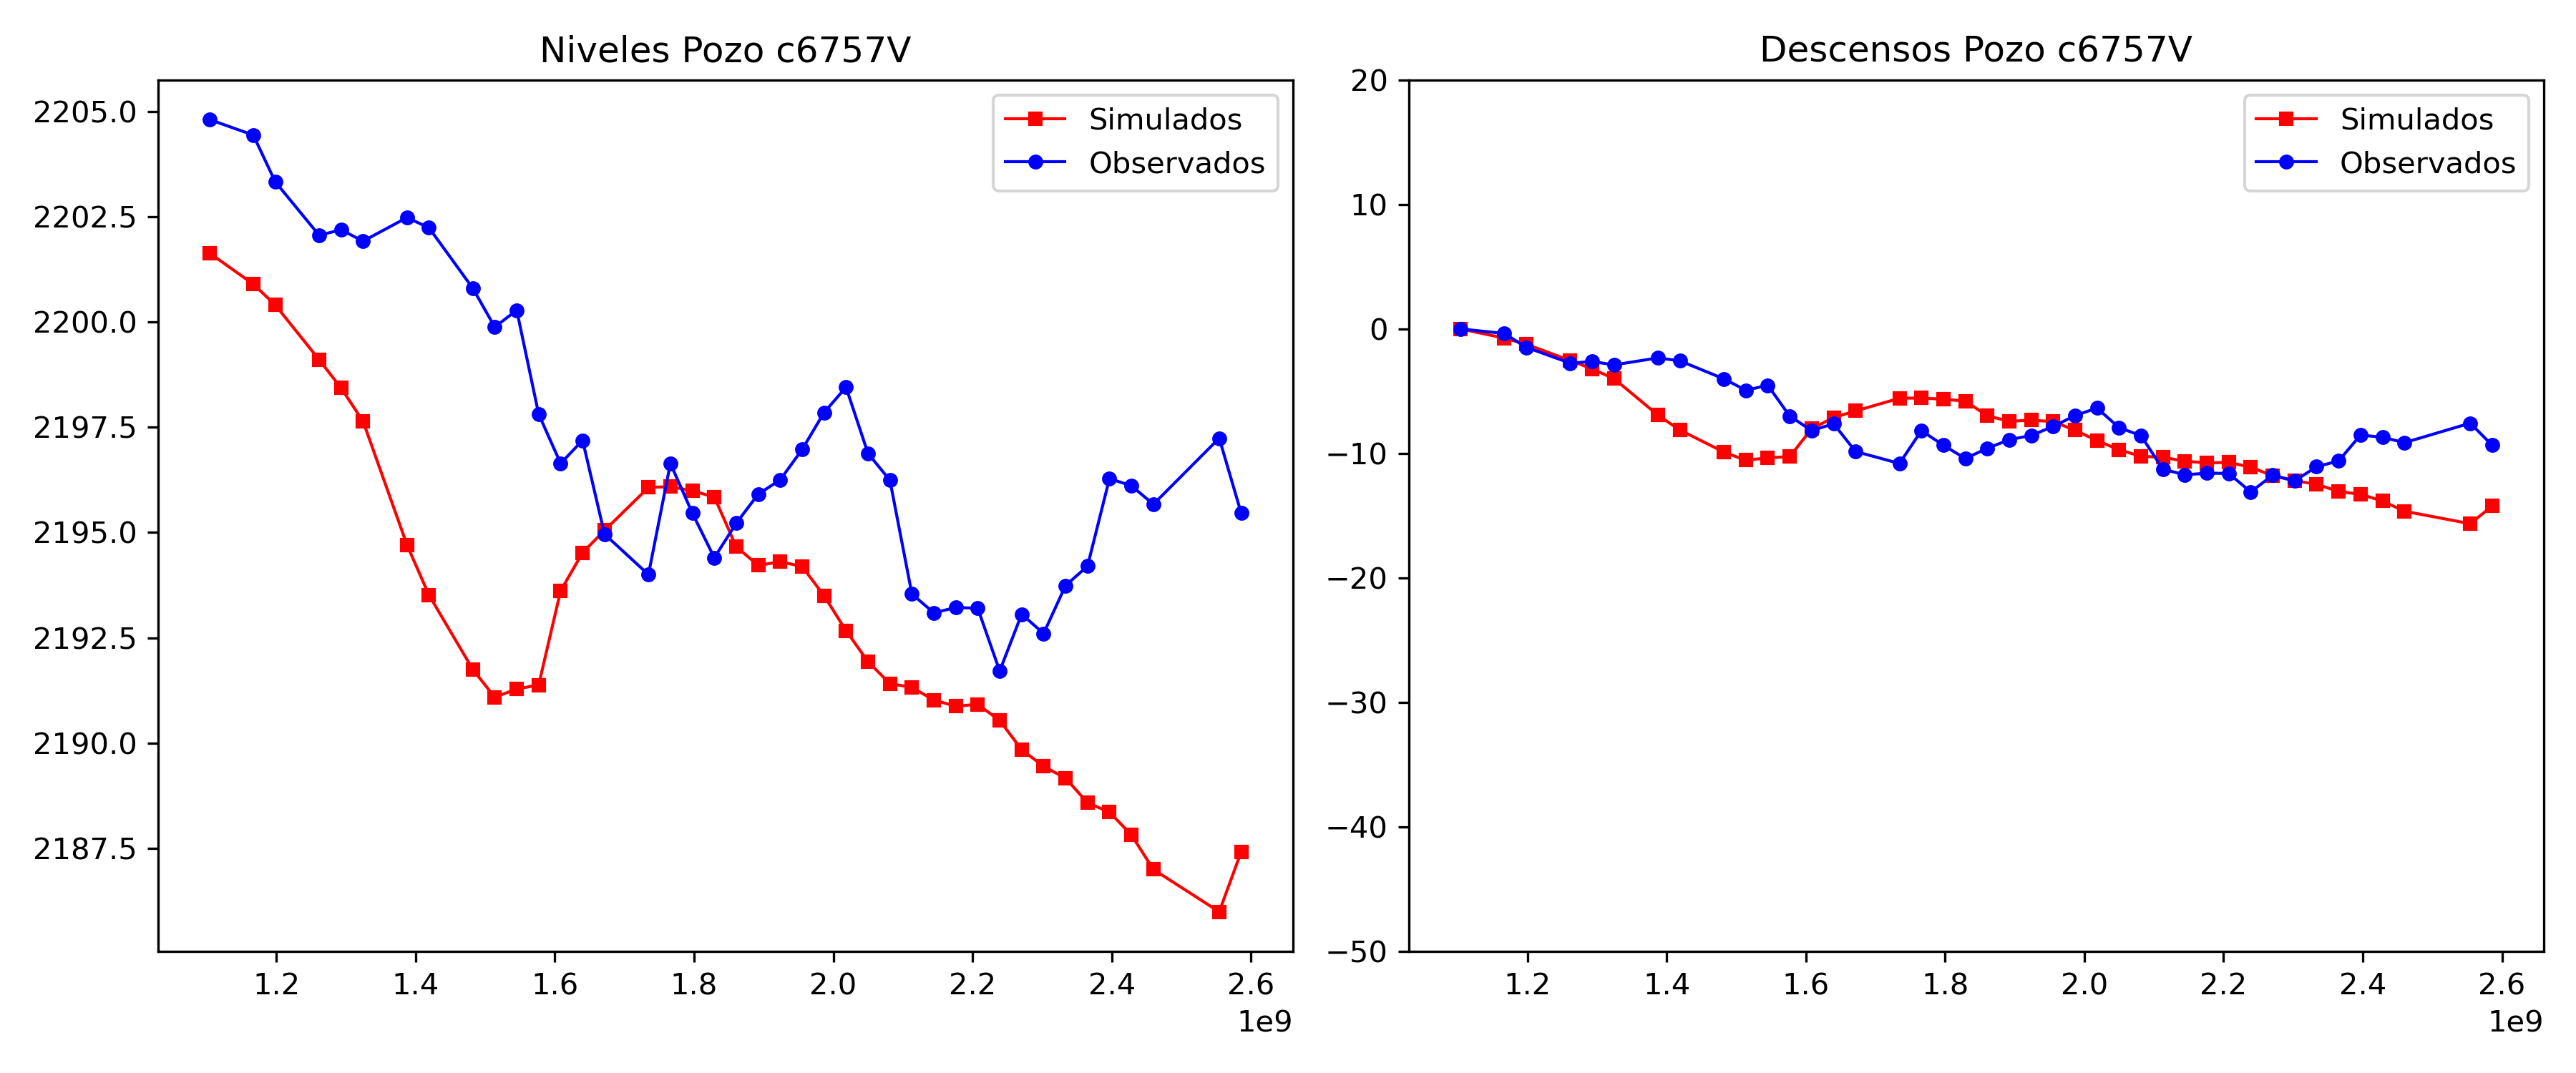 Niveles Pozo c6757V
2205.0
2202.5
2200.0
2197.5
2195.0
2192.5
2190.0
2187.5
1.2 1.4 1.6 1.8 2.0 2.2 2.4 2.6
1e9
Simulados
Observados
Descensos Pozo c6757V
20
10
0
−10
−20
−30
−40
−50
1.2 1.4 1.6 1.8 2.0 2.2 2.4 2.6
1e9
Simulados
Observados